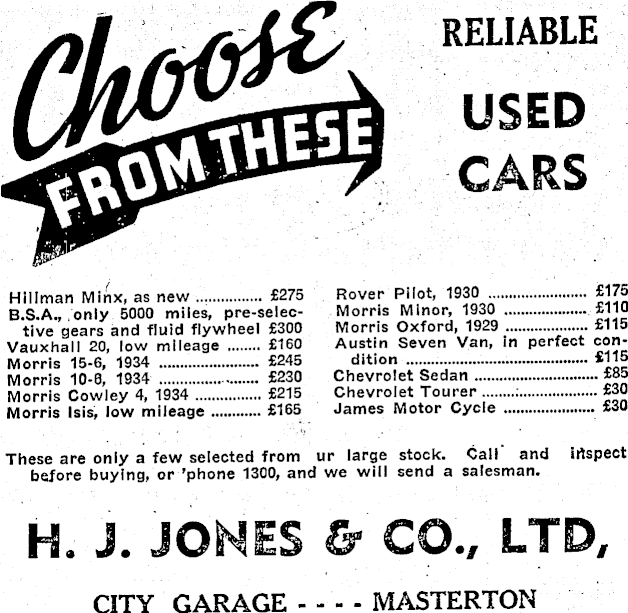 Choose
FROM THESE
RELIABLE
USED
CARS
Hillman Minx, as new ................ £275
B.S.A., only 5000 miles, pre-selec-
tive gears and fluid flywheel £300
Vauxhall 20, low mileage ........ £160
Morris 15-6, 1934 ........................ £245
Morris 10-8, 1934 ........................ £230
Morris Cowley 4, 1934 ................ £215
Morris Isis, low mileage ............ £165
Rover Pilot, 1930 ........................ £175
Morris Minor, 1930 .................... £110
Morris Oxford, 1929 .................... £115
Austin Seven Van, in perfect con-
dition ............................................ £115
Chevrolet Sedan ............................ £85
Chevrolet Tourer ............................ £30
James Motor Cycle ...................... £30
These are only a few selected from ur large stock. Call and inspect
before buying, or 'phone 1300, and we will send a salesman.
H. J. JONES & CO., LTD,
CITY GARAGE - - - - MASTERTON